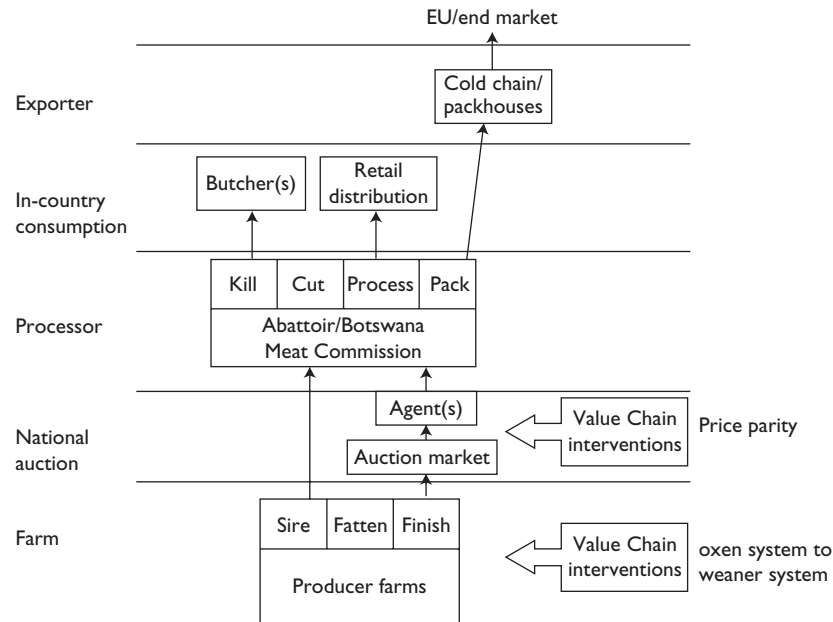 EU/end market
Exporter
Cold chain/
packhouses
In-country
consumption
Butcher(s)
Retail
distribution
Processor
Kill
Cut
Process
Pack
Abattoir/Botswana
Meat Commission
National
auction
Agent(s)
Auction market
Value Chain
interventions
Price parity
Farm
Sire
Fatten
Finish
Producer farms
Value Chain
interventions
oxen system to
weaner system